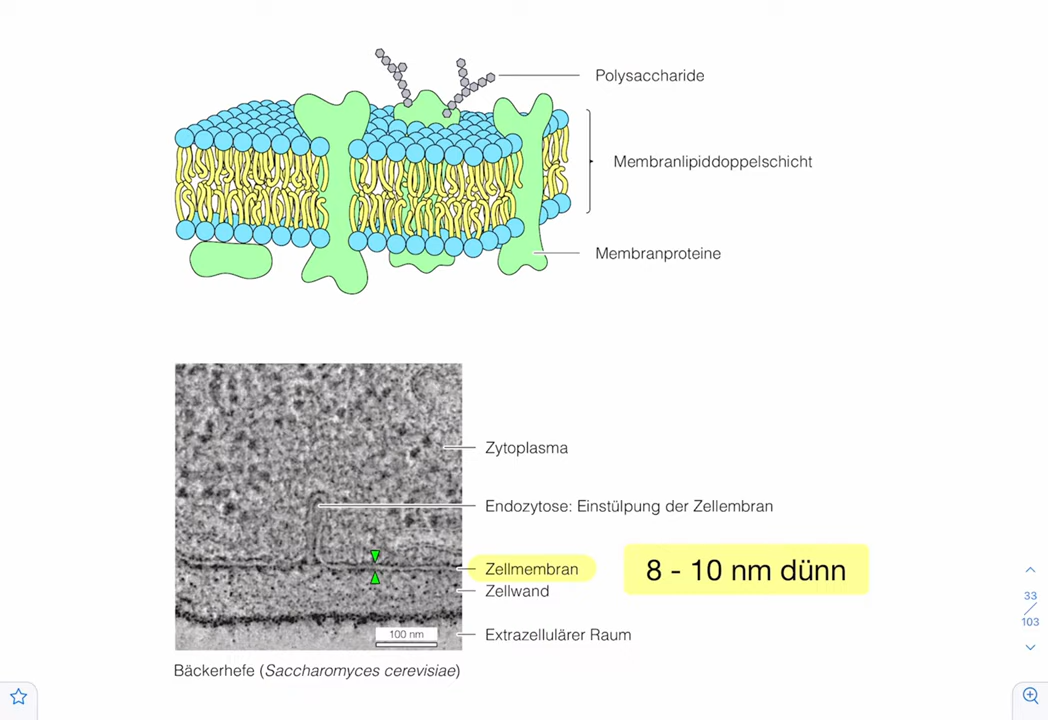 Polysaccharide
Membranlipiddoppelschicht
Membranproteine
Zytoplasma
Endozytose: Einstülpung der Zellembran
Zellmembran
8 - 10 nm dünn
Zellwand
Extrazellulärer Raum
100 nm
Bäckerhefe (Saccharomyces cerevisiae)
33
103